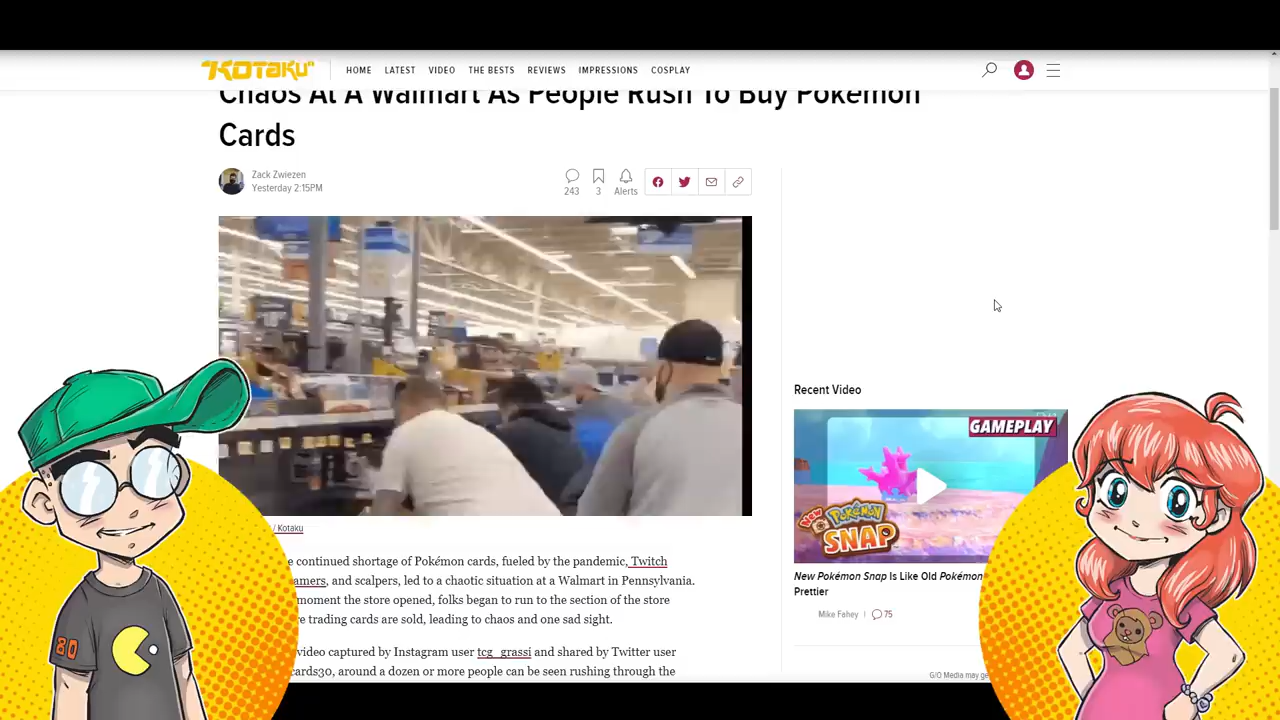 KOTAKU
HOME LATEST VIDEO THE BESTS REVIEWS IMPRESSIONS COSPLAY
Chaos At A Walmart As People Rush To Buy Pokémon
Cards
Zack Zwiezen
Yesterday 2:15PM
243
3
Alerts
/ Kotaku
continued shortage of Pokémon cards, fueled by the pandemic, Twitch
, and scalpers, led to a chaotic situation at a Walmart in Pennsylvania.
moment the store opened, folks began to run to the section of the store
trading cards are sold, leading to chaos and one sad sight.
video captured by Instagram user tcg_grassi and shared by Twitter user
, around a dozen or more people can be seen rushing through the
Recent Video
GAMEPLAY
New Pokémon SNAP
New Pokémon Snap Is Like Old Pokémon
Prettier
Mike Fahey
75
G/O Media may
80